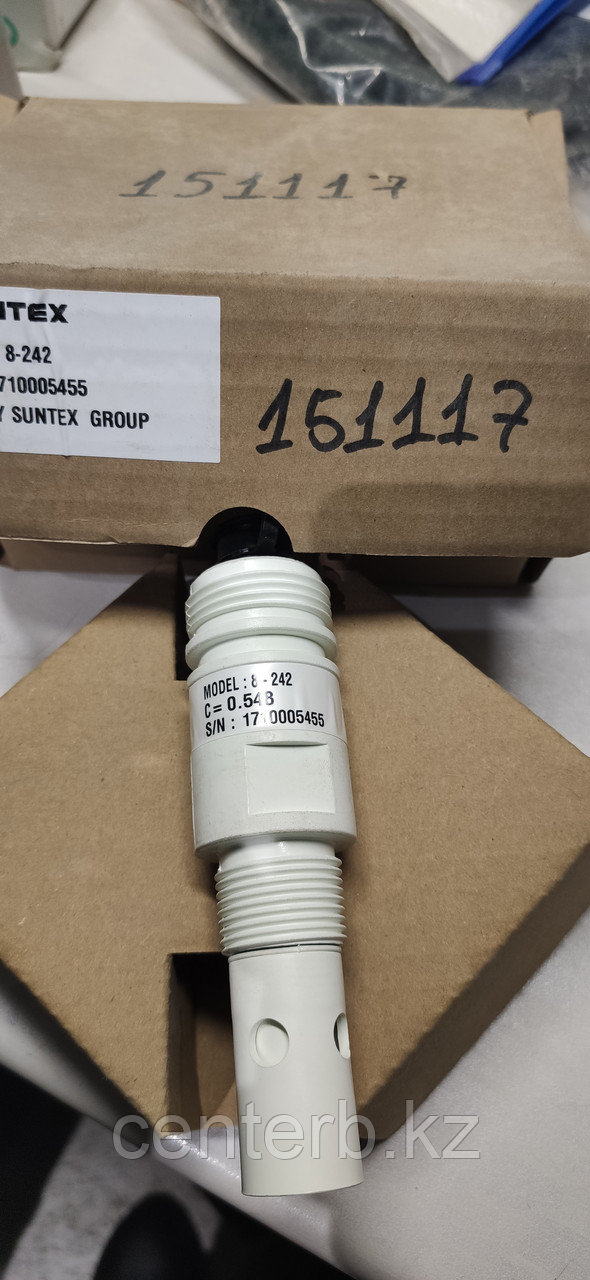 151117
NTEX
8-242
710005455
Y SUNTEX GROUP
151117
MODEL : 8-242
C = 0.548
S/N : 1710005455
centerb.kz